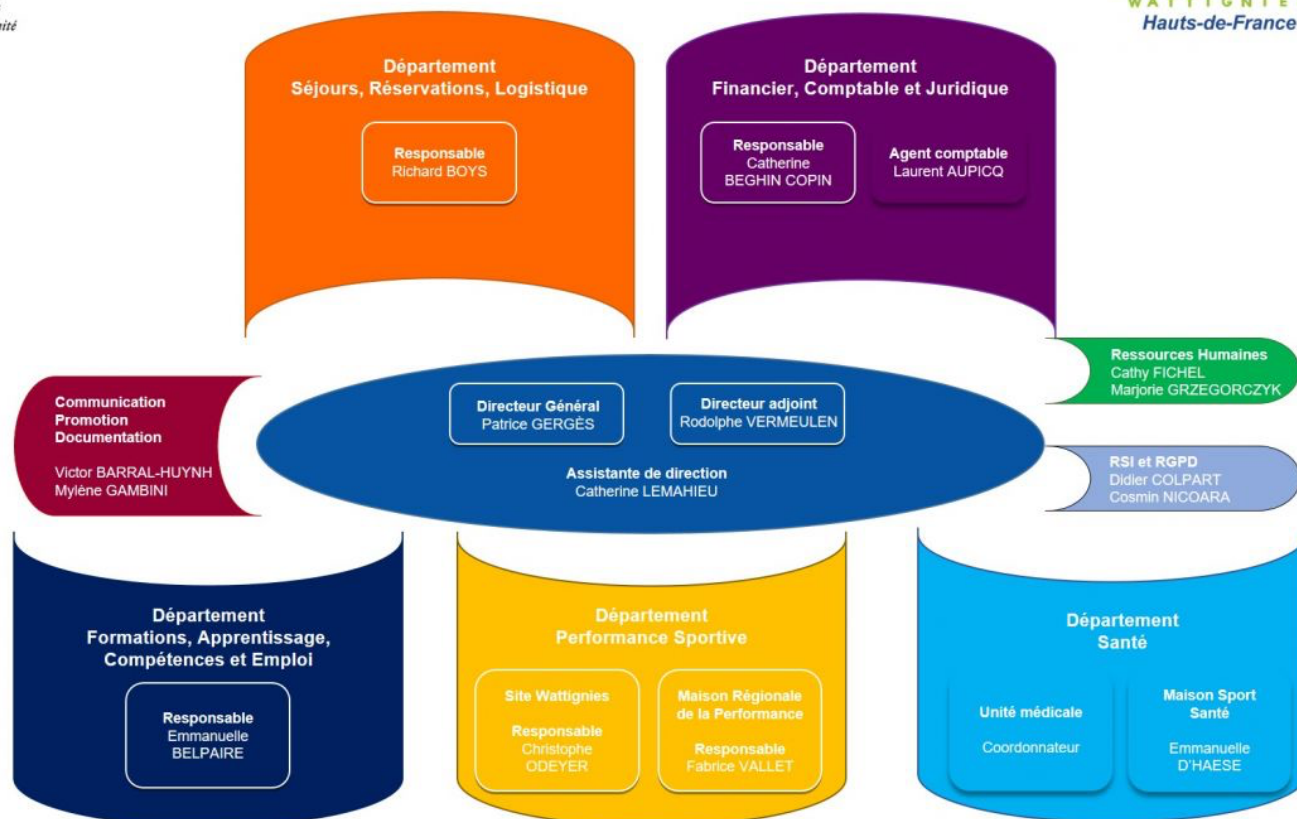 Hauts-de-France
Département
Séjours, Réservations, Logistique
Responsable
Richard BOYS
Département
Financier, Comptable et Juridique
Responsable
Catherine
BEGHIN COPIN
Agent comptable
Laurent AUPICQ
Communication
Promotion
Documentation
Victor BARRAL-HUYNH
Mylène GAMBINI
Directeur Général
Patrice GERGÈS
Directeur adjoint
Rodolphe VERMEULEN
Assistante de direction
Catherine LEMAHIEU
Ressources Humaines
Cathy FICHEL
Marjorie GRZEGORCZYK
RSI et RGPD
Didier COLPART
Cosmin NICOARA
Département
Formations, Apprentissage,
Compétences et Emploi
Responsable
Emmanuelle
BELPAIRE
Département
Performance Sportive
Site Wattignies
Responsable
Christophe
ODEYER
Maison Régionale
de la Performance
Responsable
Fabrice VALLET
Département
Santé
Unité médicale
Coordonnateur
Maison Sport
Santé
Emmanuelle
D'HAESE